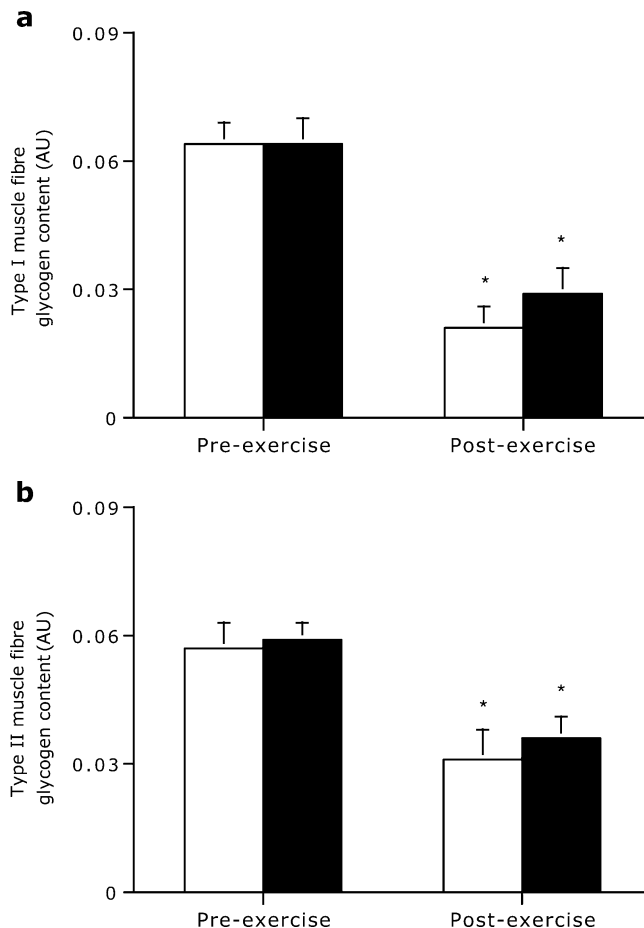 a
Type I muscle fibre
glycogen content (AU)
0.09
0.06
0.03
0
*
*
Pre-exercise
Post-exercise
b
Type II muscle fibre
glycogen content (AU)
0.09
0.06
0.03
0
*
*
Pre-exercise
Post-exercise